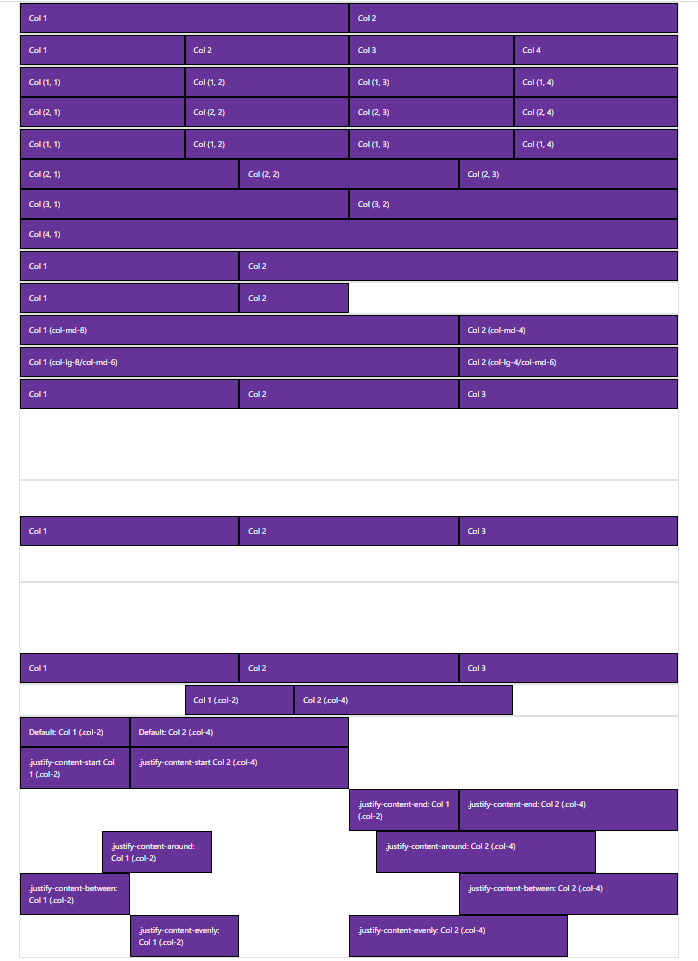 Col 1 Col 2
Col 1 Col 2 Col 3 Col 4
Col (1, 1) Col (1, 2) Col (1, 3) Col (1, 4)
Col (2, 1) Col (2, 2) Col (2, 3) Col (2, 4)
Col (1, 1) Col (1, 2) Col (1, 3) Col (1, 4)
Col (2, 1) Col (2, 2) Col (2, 3)
Col (3, 1) Col (3, 2)
Col (4, 1)
Col 1 Col 2
Col 1 Col 2
Col 1 (col-md-8) Col 2 (col-md-4)
Col 1 (col-lg-8/col-md-6) Col 2 (col-lg-4/col-md-6)
Col 1 Col 2 Col 3
Col 1 Col 2 Col 3
Col 1 Col 2 Col 3
Col 1 (.col-2) Col 2 (.col-4)
Default: Col 1 (.col-2) Default: Col 2 (.col-4)
.justify-content-start Col .justify-content-start Col 2 (.col-4)
1 (.col-2)
.justify-content-end: Col 1 .justify-content-end: Col 2 (.col-4)
(.col-2)
.justify-content-around: .justify-content-around: Col 2 (.col-4)
Col 1 (.col-2)
.justify-content-between: .justify-content-between: Col 2 (.col-4)
Col 1 (.col-2)
.justify-content-evenly: .justify-content-evenly: Col 2 (.col-4)
Col 1 (.col-2)